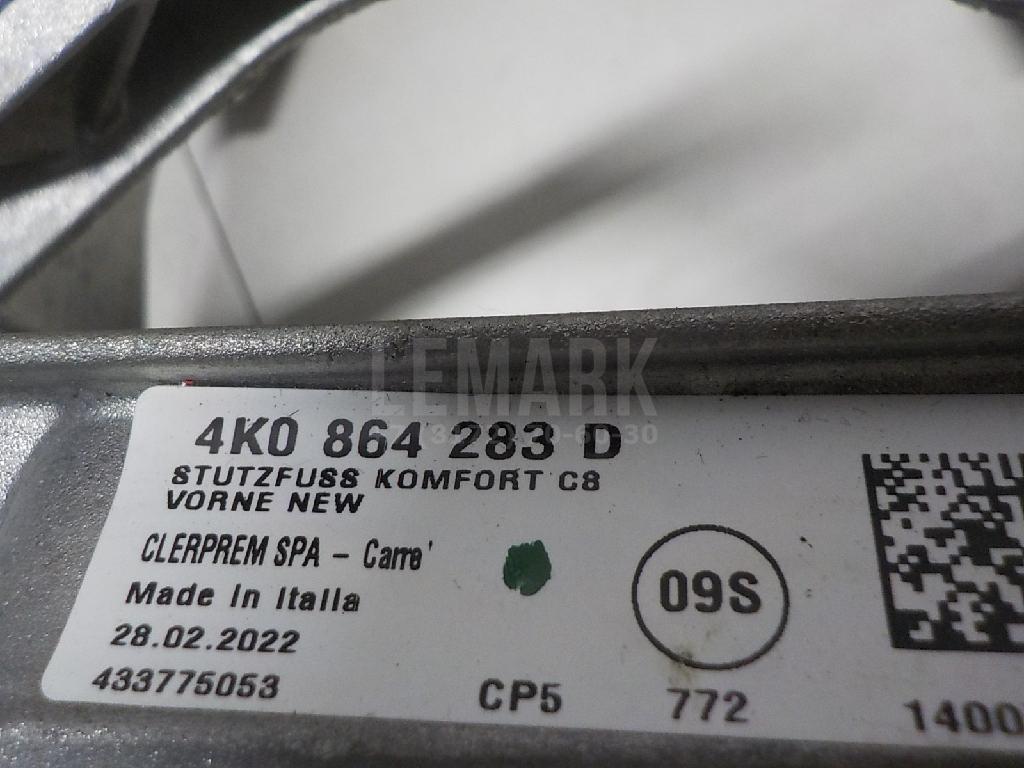 LEMARK
4K0 864 283 D
STUTZFUSS KOMFORT C8
VORNE NEW
CLERPREM SPA - Carre'
Made In Italia
09S
28.02.2022
433775053
CP5
772
1400